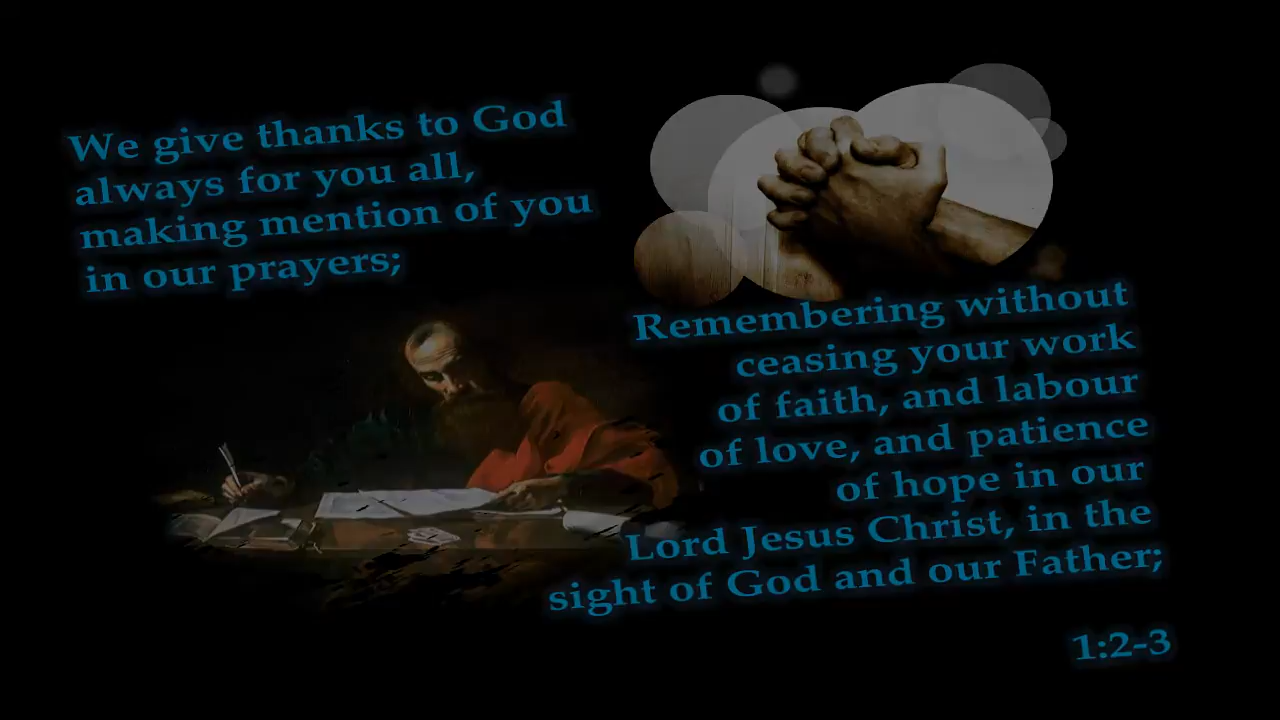 We give thanks to God
always for you all,
making mention of you
in our prayers;
Remembering without
ceasing your work
of faith, and labour
of love, and patience
of hope in our
Lord Jesus Christ, in the
sight of God and our Father;
1:2-3